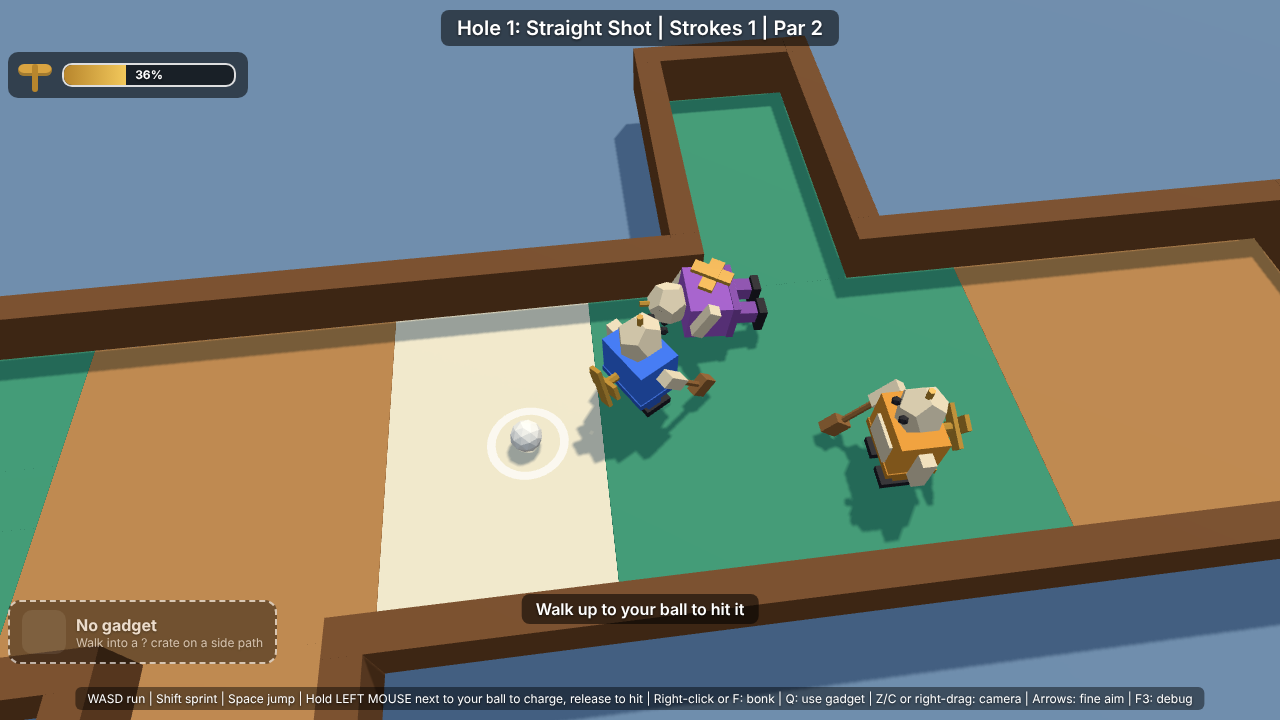 Hole 1: Straight Shot | Strokes 1 | Par 2
36%
Walk up to your ball to hit it
No gadget
Walk into a ? crate on a side path
WASD run | Shift sprint | Space jump | Hold LEFT MOUSE next to your ball to charge, release to hit | Right-click or F: bonk | Q: use gadget | Z/C or right-drag: camera | Arrows: fine aim | F3: debug